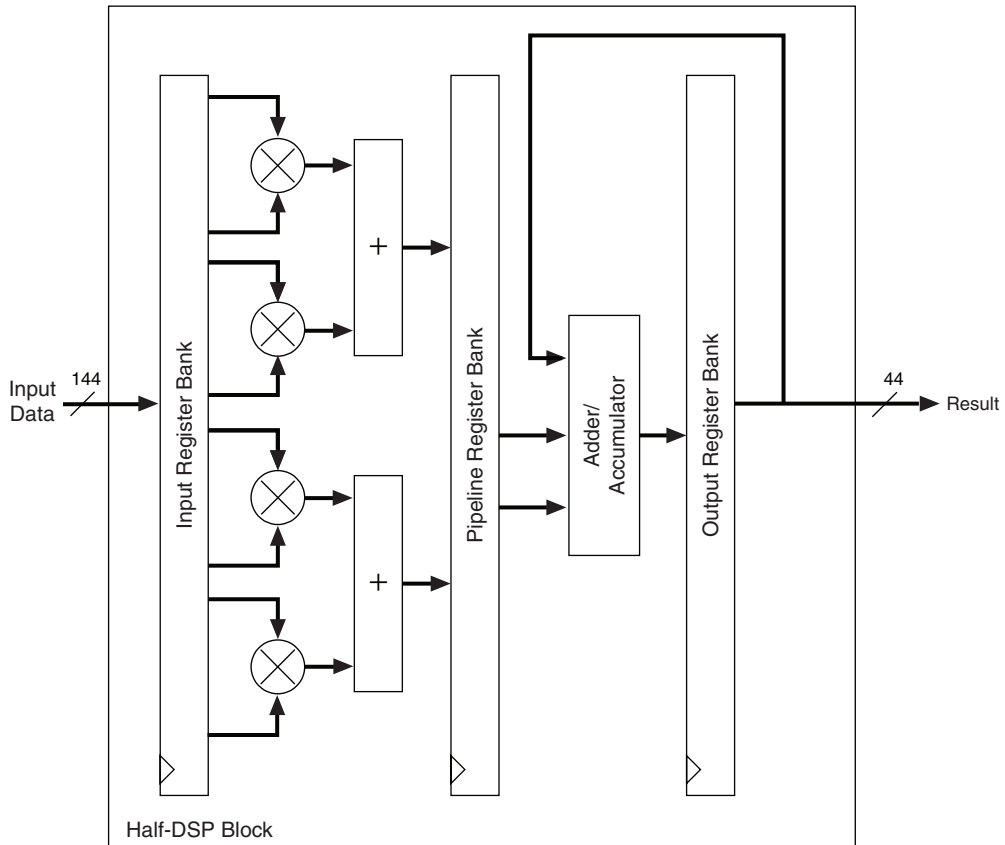 144
Input
Data
Input Register Bank
+
+
Pipeline Register Bank
Adder/
Accumulator
Output Register Bank
44
Result
Half-DSP Block